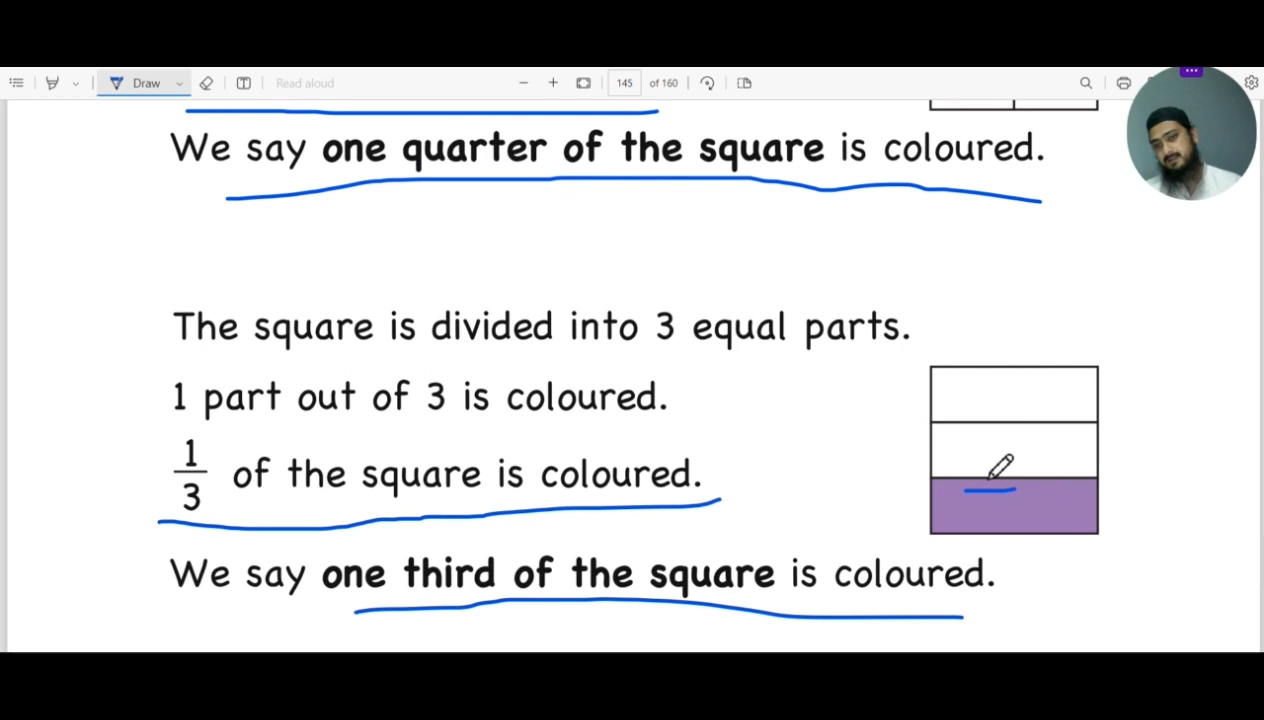 Draw
Read aloud
145 of 160
We say one quarter of the square is coloured.
The square is divided into 3 equal parts.
1 part out of 3 is coloured.
1/3 of the square is coloured.
We say one third of the square is coloured.